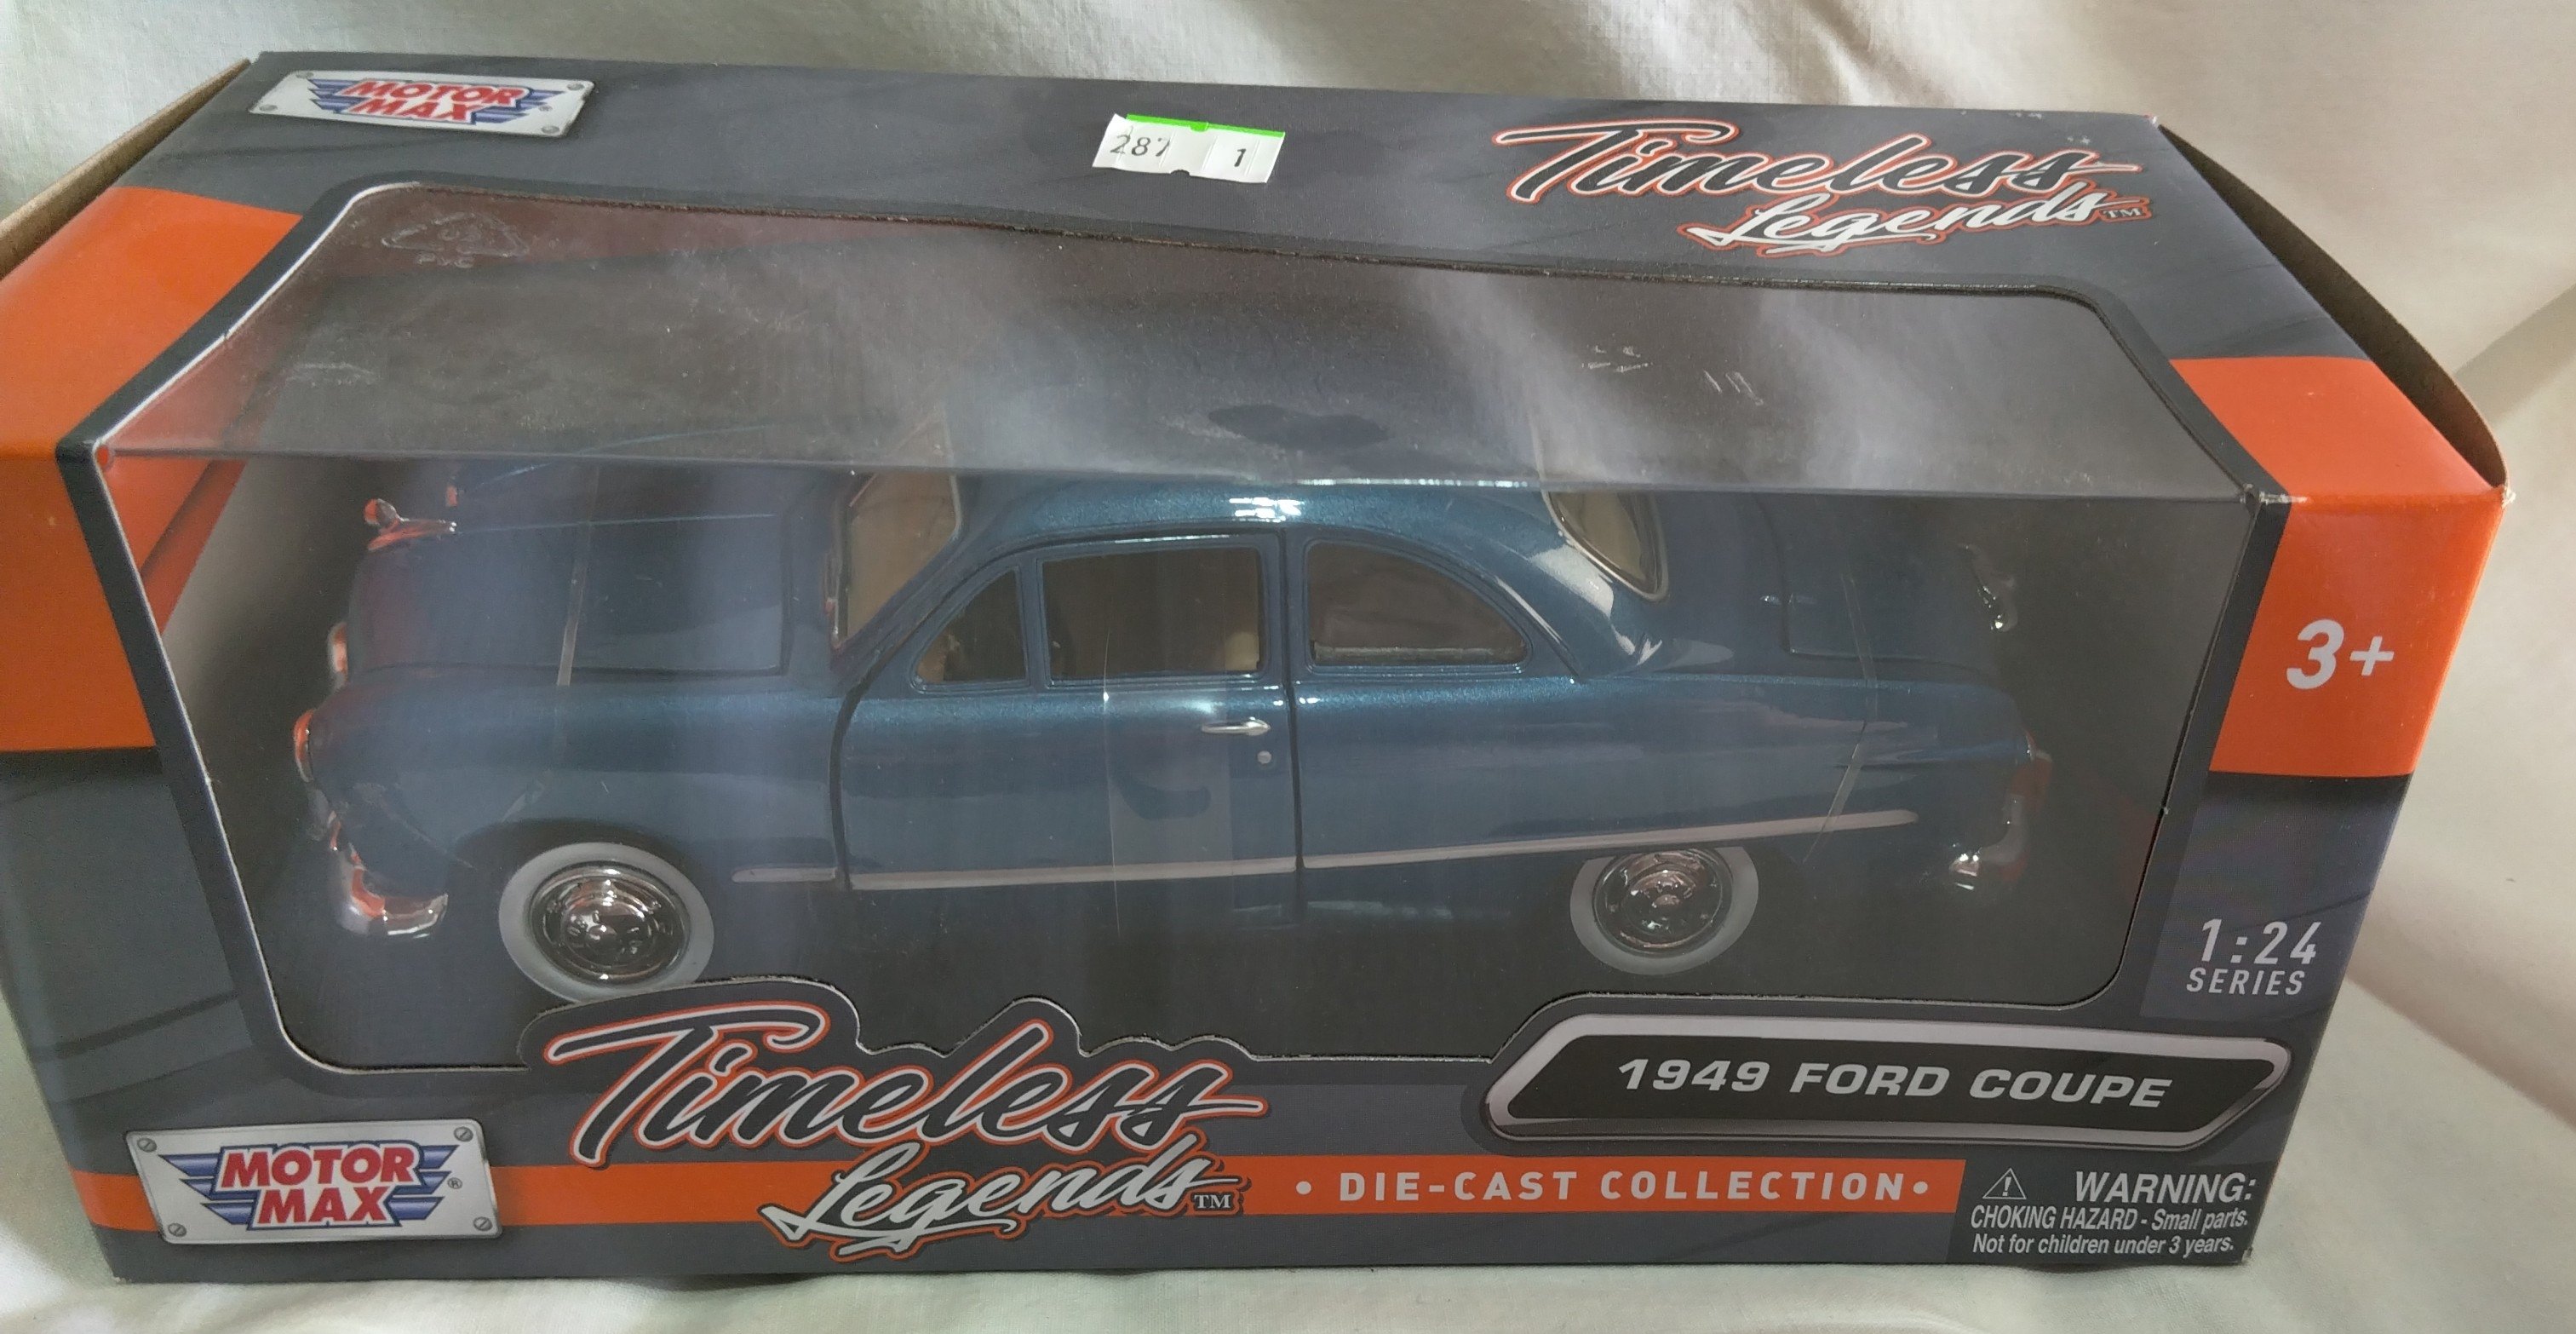 MOTOR
MAX
®
287 1
Timeless
Legends™
PVC
3+
1:24
SERIES
Timeless
Legends™
1949 FORD COUPE
MOTOR
MAX
®
• DIE-CAST COLLECTION •
⚠ WARNING:
CHOKING HAZARD - Small parts.
Not for children under 3 years.